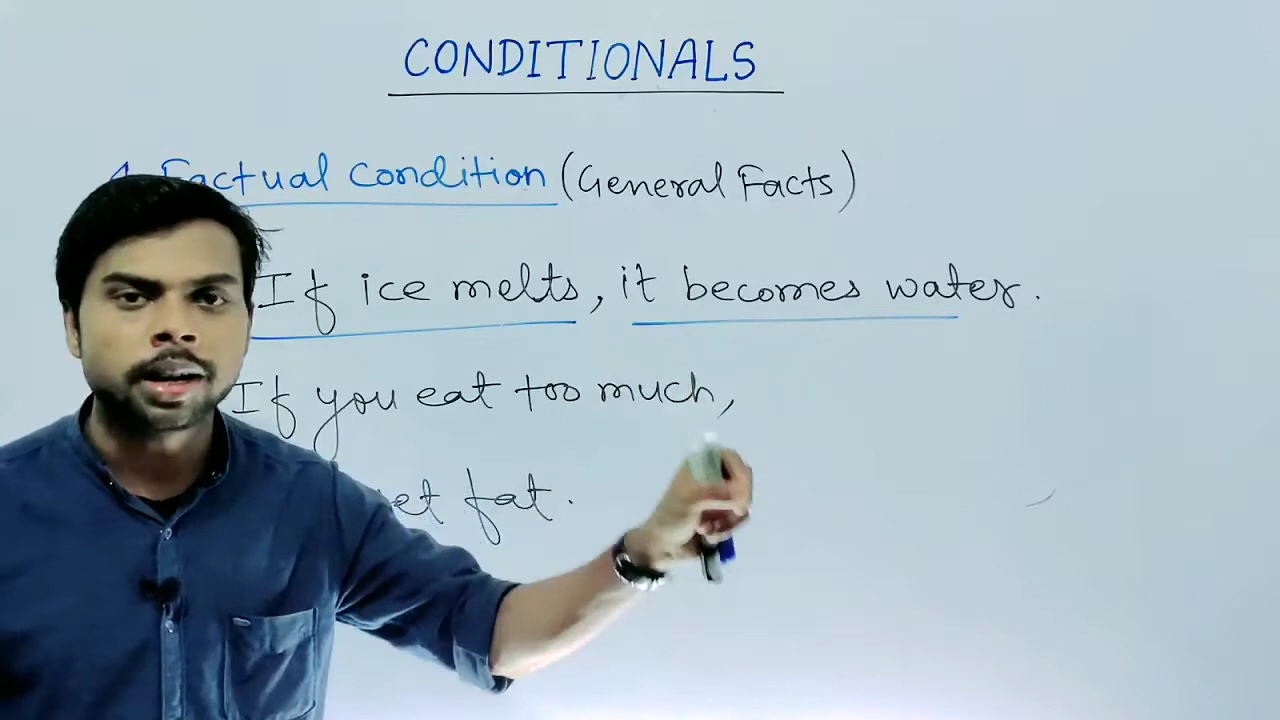 CONDITIONALS
Factual Condition (General Facts)
If ice melts, it becomes water.
If you eat too much,
fat.